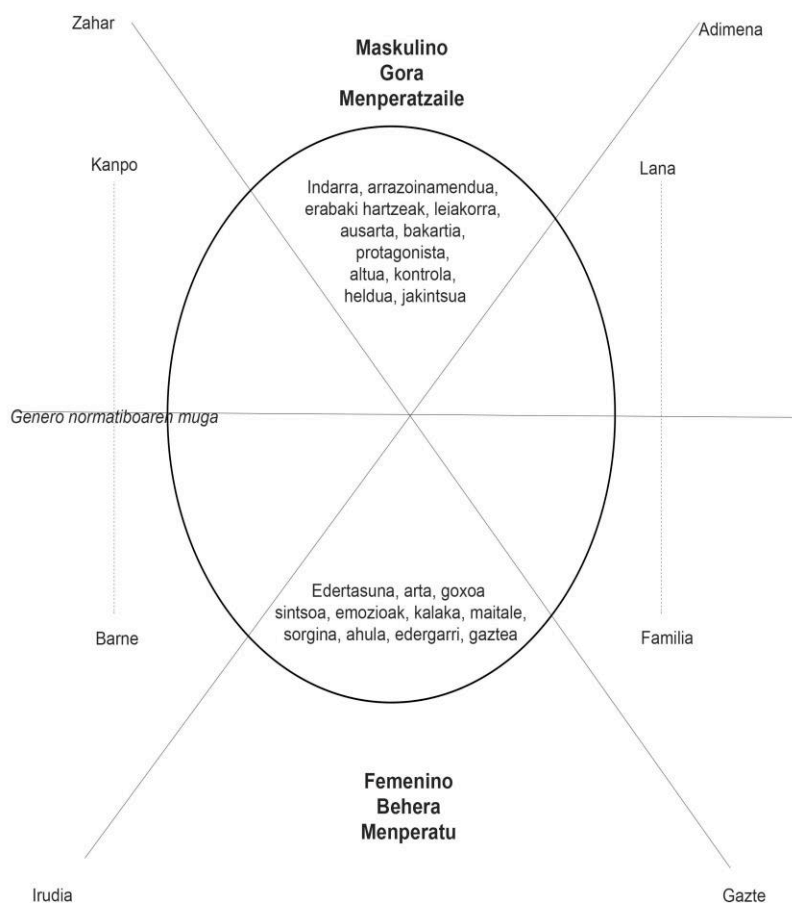 Zahar
Adimena
Maskulino
Gora
Menperatzaile
Kanpo
Lana
Indarra, arrazoinamendua,
erabaki hartzeak, leiakorra,
ausarta, bakartia,
protagonista,
altua, kontrola,
heldua, jakintsua
Genero normatiboaren muga
Edertasuna, arta, goxoa
sintsoa, emozioak, kalaka, maitale,
sorgina, ahula, edergarri, gaztea
Barne
Familia
Femenino
Behera
Menperatu
Irudia
Gazte